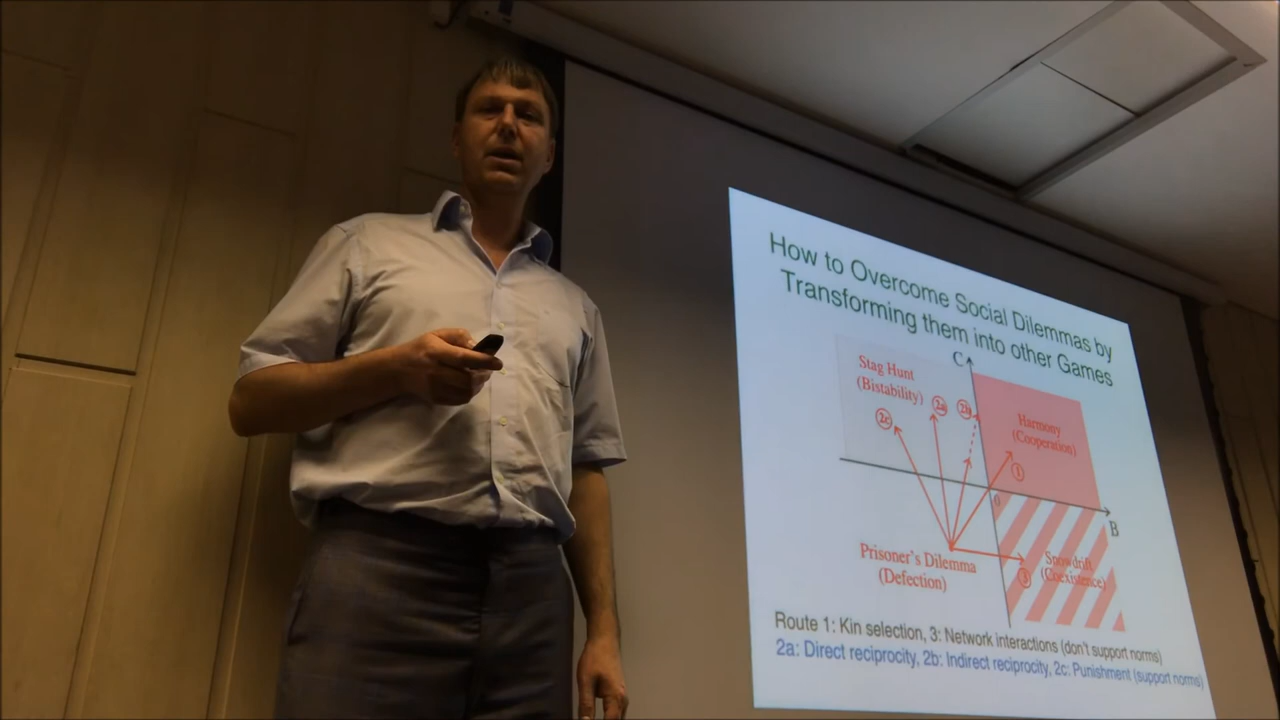 How to Overcome Social Dilemmas by
Transforming them into other Games
C
Stag Hunt
(Bistability)
2c
2a
2b
Harmony
(Cooperation)
1
0
B
Prisoner's Dilemma
(Defection)
3
Snowdrift
(Coexistence)
Route 1: Kin selection, 3: Network interactions (don't support norms)
2a: Direct reciprocity, 2b: Indirect reciprocity, 2c: Punishment (support norms)